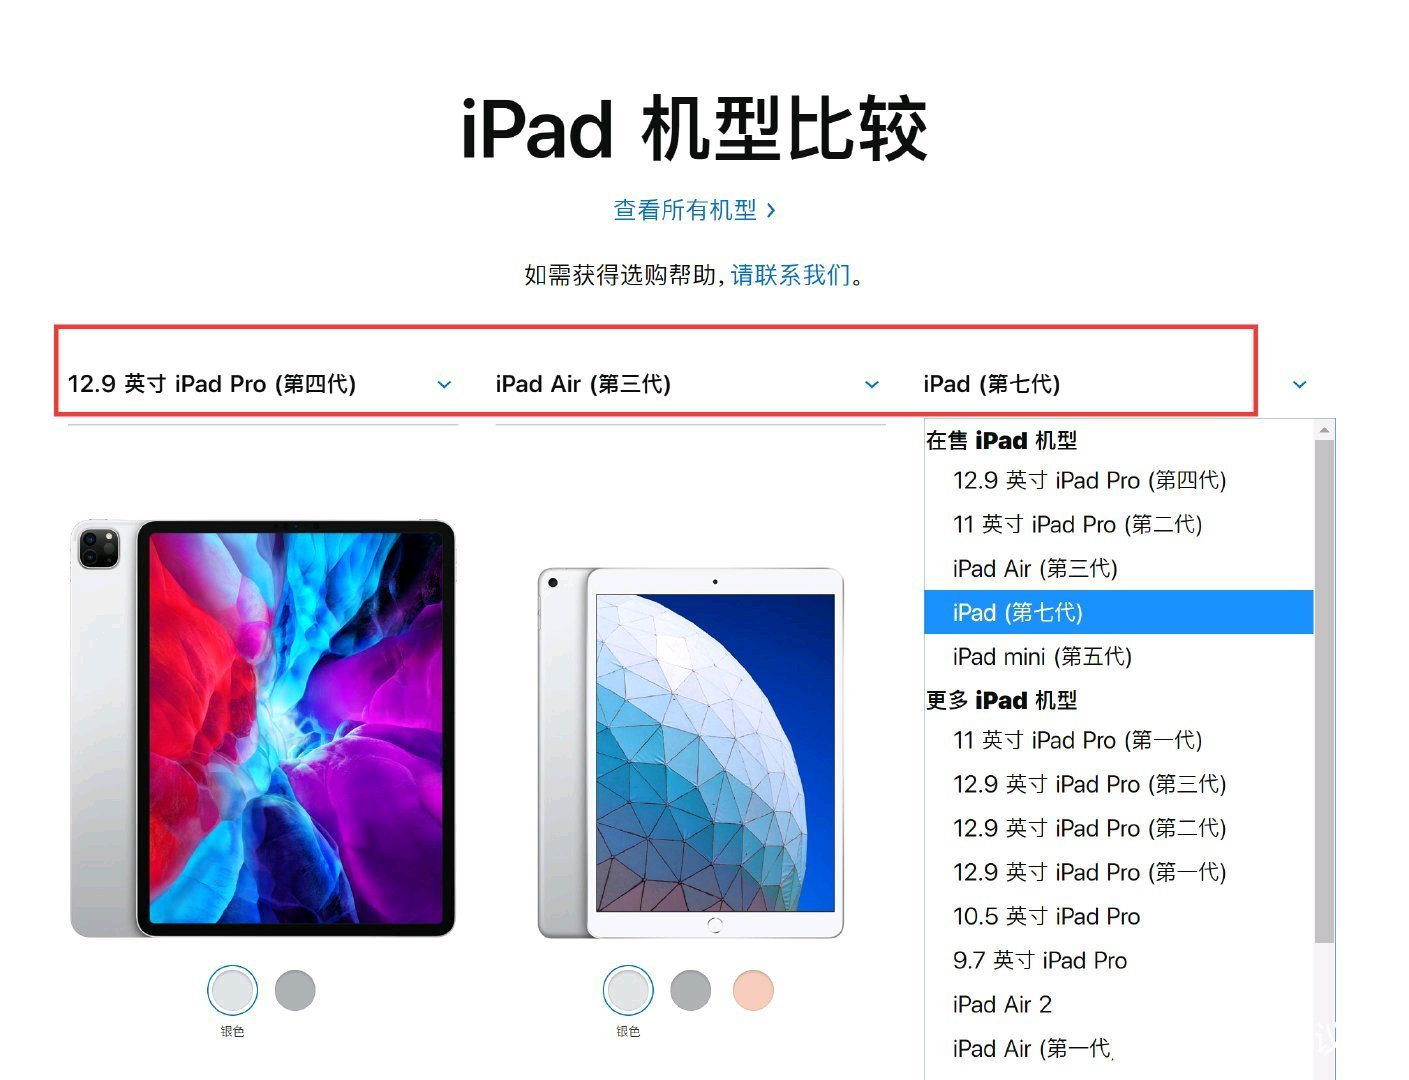 iPad 机型比较
查看所有机型 >
如需获得选购帮助，请联系我们。
12.9 英寸 iPad Pro (第四代)
iPad Air (第三代)
iPad (第七代)
银色
银色
在售 iPad 机型
12.9 英寸 iPad Pro (第四代)
11 英寸 iPad Pro (第二代)
iPad Air (第三代)
iPad (第七代)
iPad mini (第五代)
更多 iPad 机型
11 英寸 iPad Pro (第一代)
12.9 英寸 iPad Pro (第三代)
12.9 英寸 iPad Pro (第二代)
12.9 英寸 iPad Pro (第一代)
10.5 英寸 iPad Pro
9.7 英寸 iPad Pro
iPad Air 2
iPad Air (第一代